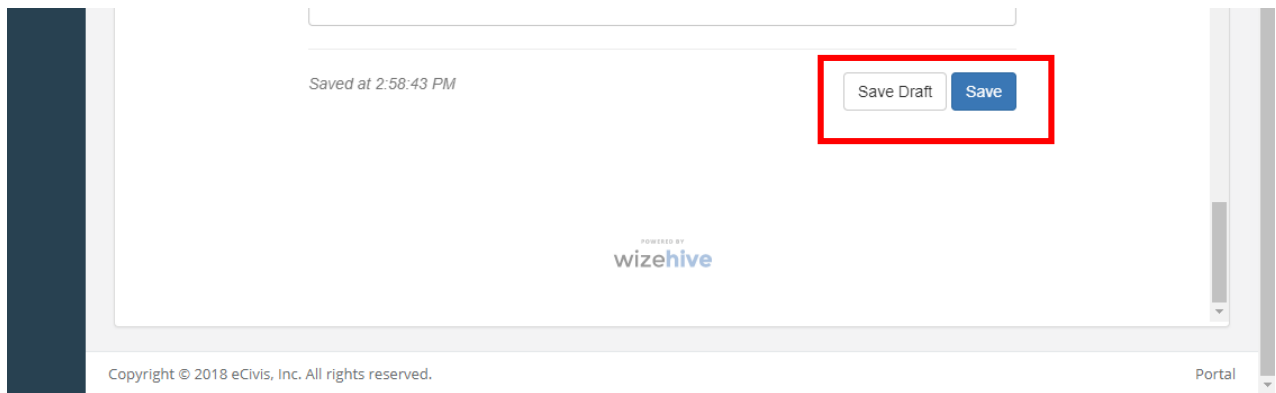 Saved at 2:58:43 PM
Save Draft
Save
POWERED BY
wizehive
Copyright © 2018 eCivis, Inc. All rights reserved.
Portal